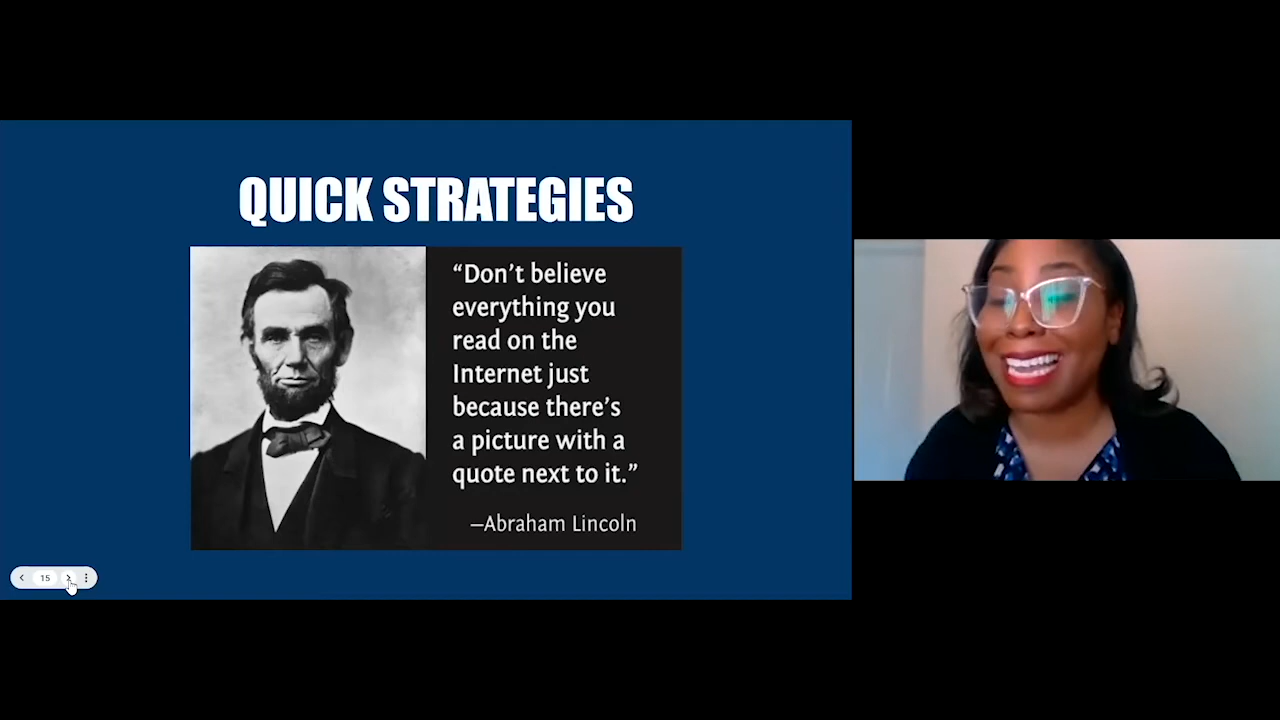 QUICK STRATEGIES
“Don’t believe
everything you
read on the
Internet just
because there’s
a picture with a
quote next to it.”
—Abraham Lincoln
15